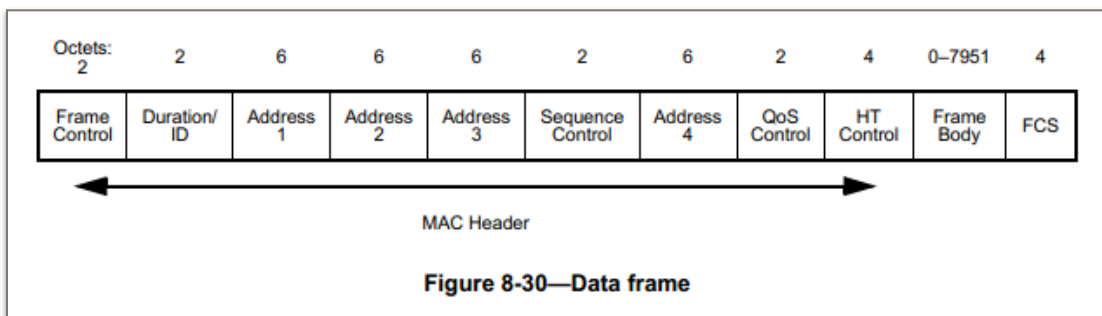 Octets:
2 2 6 6 6 2 6 2 4 0–7951 4
Frame Control Duration/ ID Address 1 Address 2 Address 3 Sequence Control Address 4 QoS Control HT Control Frame Body FCS
MAC Header
Figure 8-30—Data frame